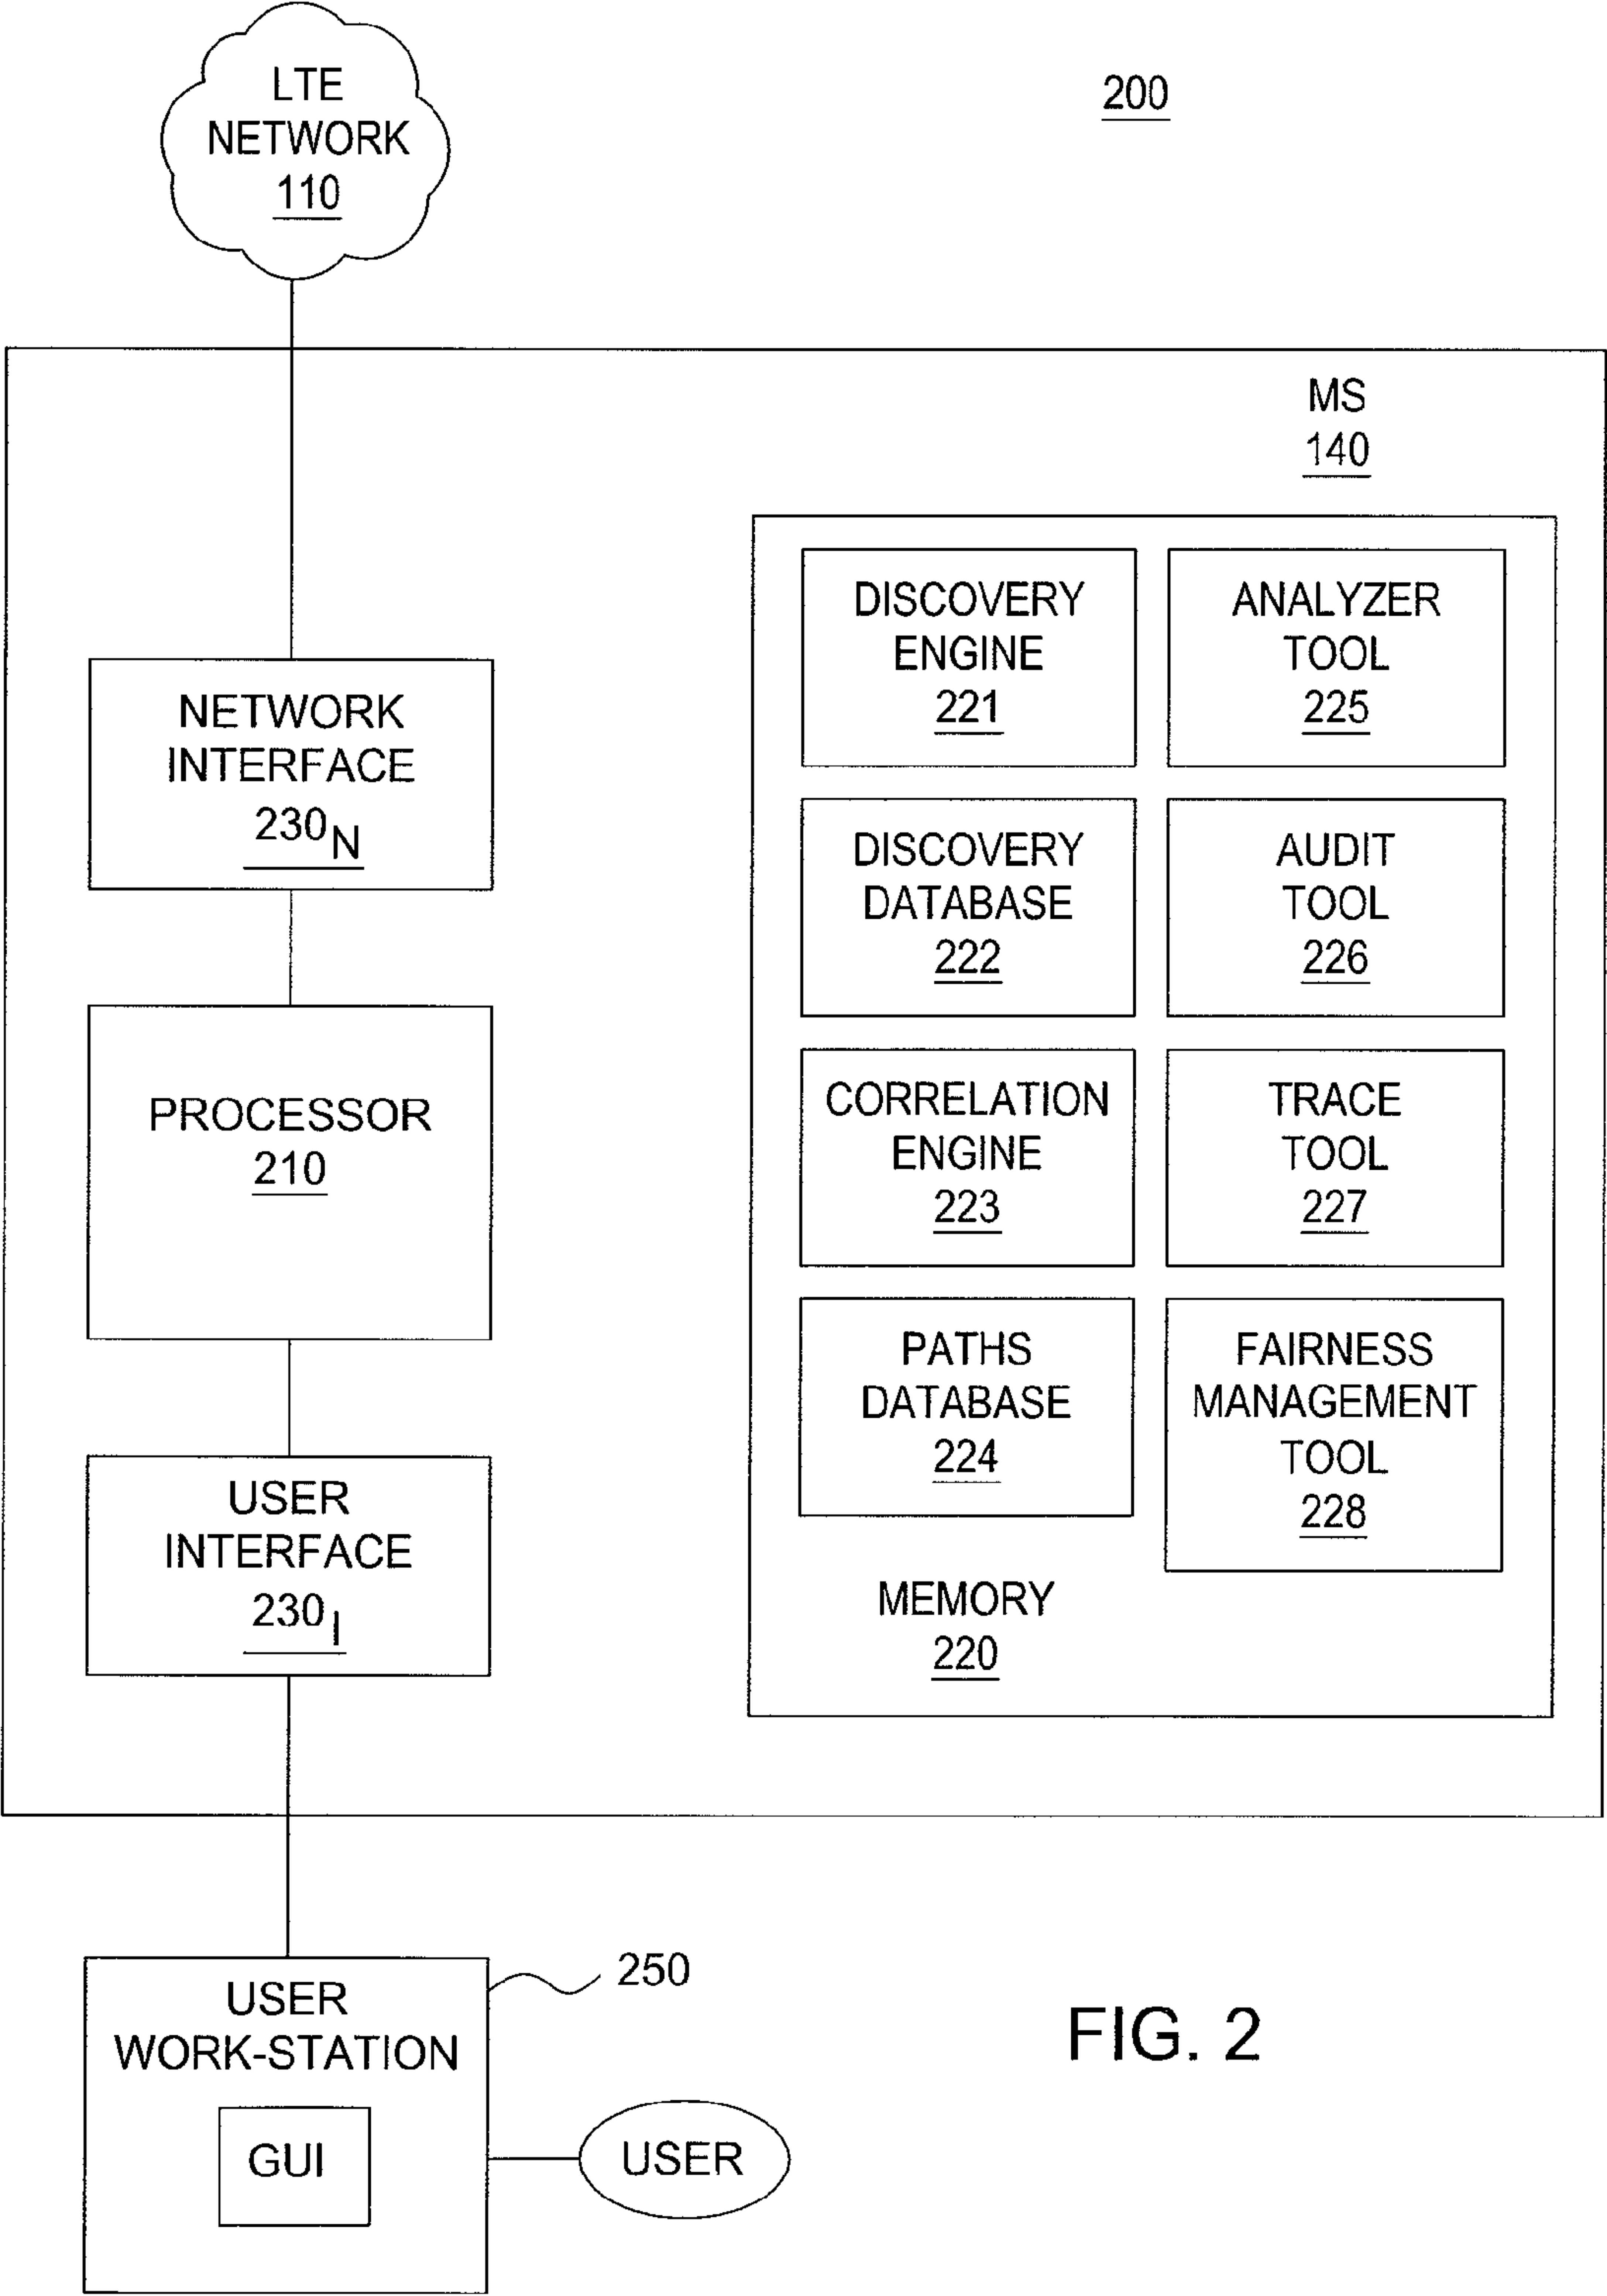 LTE
NETWORK
110
200
MS
140
NETWORK
INTERFACE
230N
PROCESSOR
210
USER
INTERFACE
230I
DISCOVERY
ENGINE
221
ANALYZER
TOOL
225
DISCOVERY
DATABASE
222
AUDIT
TOOL
226
CORRELATION
ENGINE
223
TRACE
TOOL
227
PATHS
DATABASE
224
FAIRNESS
MANAGEMENT
TOOL
228
MEMORY
220
USER
WORK-STATION
250
GUI
USER
FIG. 2